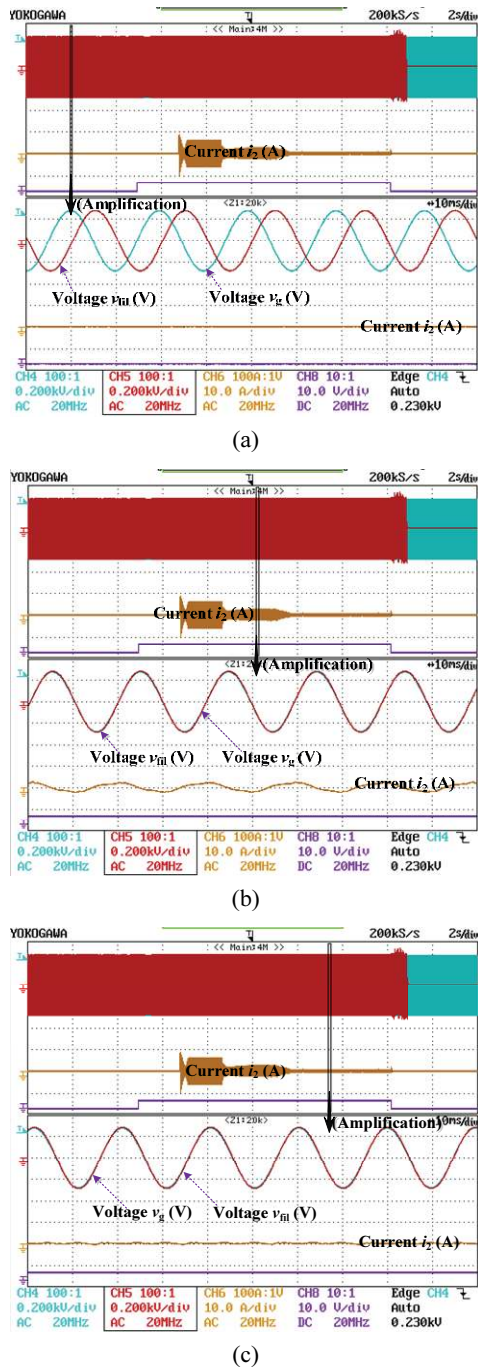 YOKOGAWA 200kS/s 2s/div
<< Main:4M >>
Current i₂ (A)
(Amplification)
<Z1:20k> 10ms/div
Voltage vfil (V) Voltage vg (V)
Current i₂ (A)
CH4 100:1 CH5 100:1 CH6 100A:1V CH8 10:1 Edge CH4
0.200kV/div 0.200kV/div 10.0 A/div 10.0 V/div Auto
AC 20MHz AC 20MHz AC 20MHz DC 20MHz 0.230kV
(a)
YOKOGAWA 200kS/s 2s/div
<< Main:4M >>
Current i₂ (A)
(Amplification)
10ms/div
Voltage vfil (V) Voltage vg (V)
Current i₂ (A)
CH4 100:1 CH5 100:1 CH6 100A:1V CH8 10:1 Edge CH4
0.200kV/div 0.200kV/div 10.0 A/div 10.0 V/div Auto
AC 20MHz AC 20MHz AC 20MHz DC 20MHz 0.230kV
(b)
YOKOGAWA 200kS/s 2s/div
<< Main:4M >>
Current i₂ (A)
(Amplification)
<Z1:20k> 10ms/div
Voltage vg (V) Voltage vfil (V)
Current i₂ (A)
CH4 100:1 CH5 100:1 CH6 100A:1V CH8 10:1 Edge CH4
0.200kV/div 0.200kV/div 10.0 A/div 10.0 V/div Auto
AC 20MHz AC 20MHz AC 20MHz DC 20MHz 0.230kV
(c)